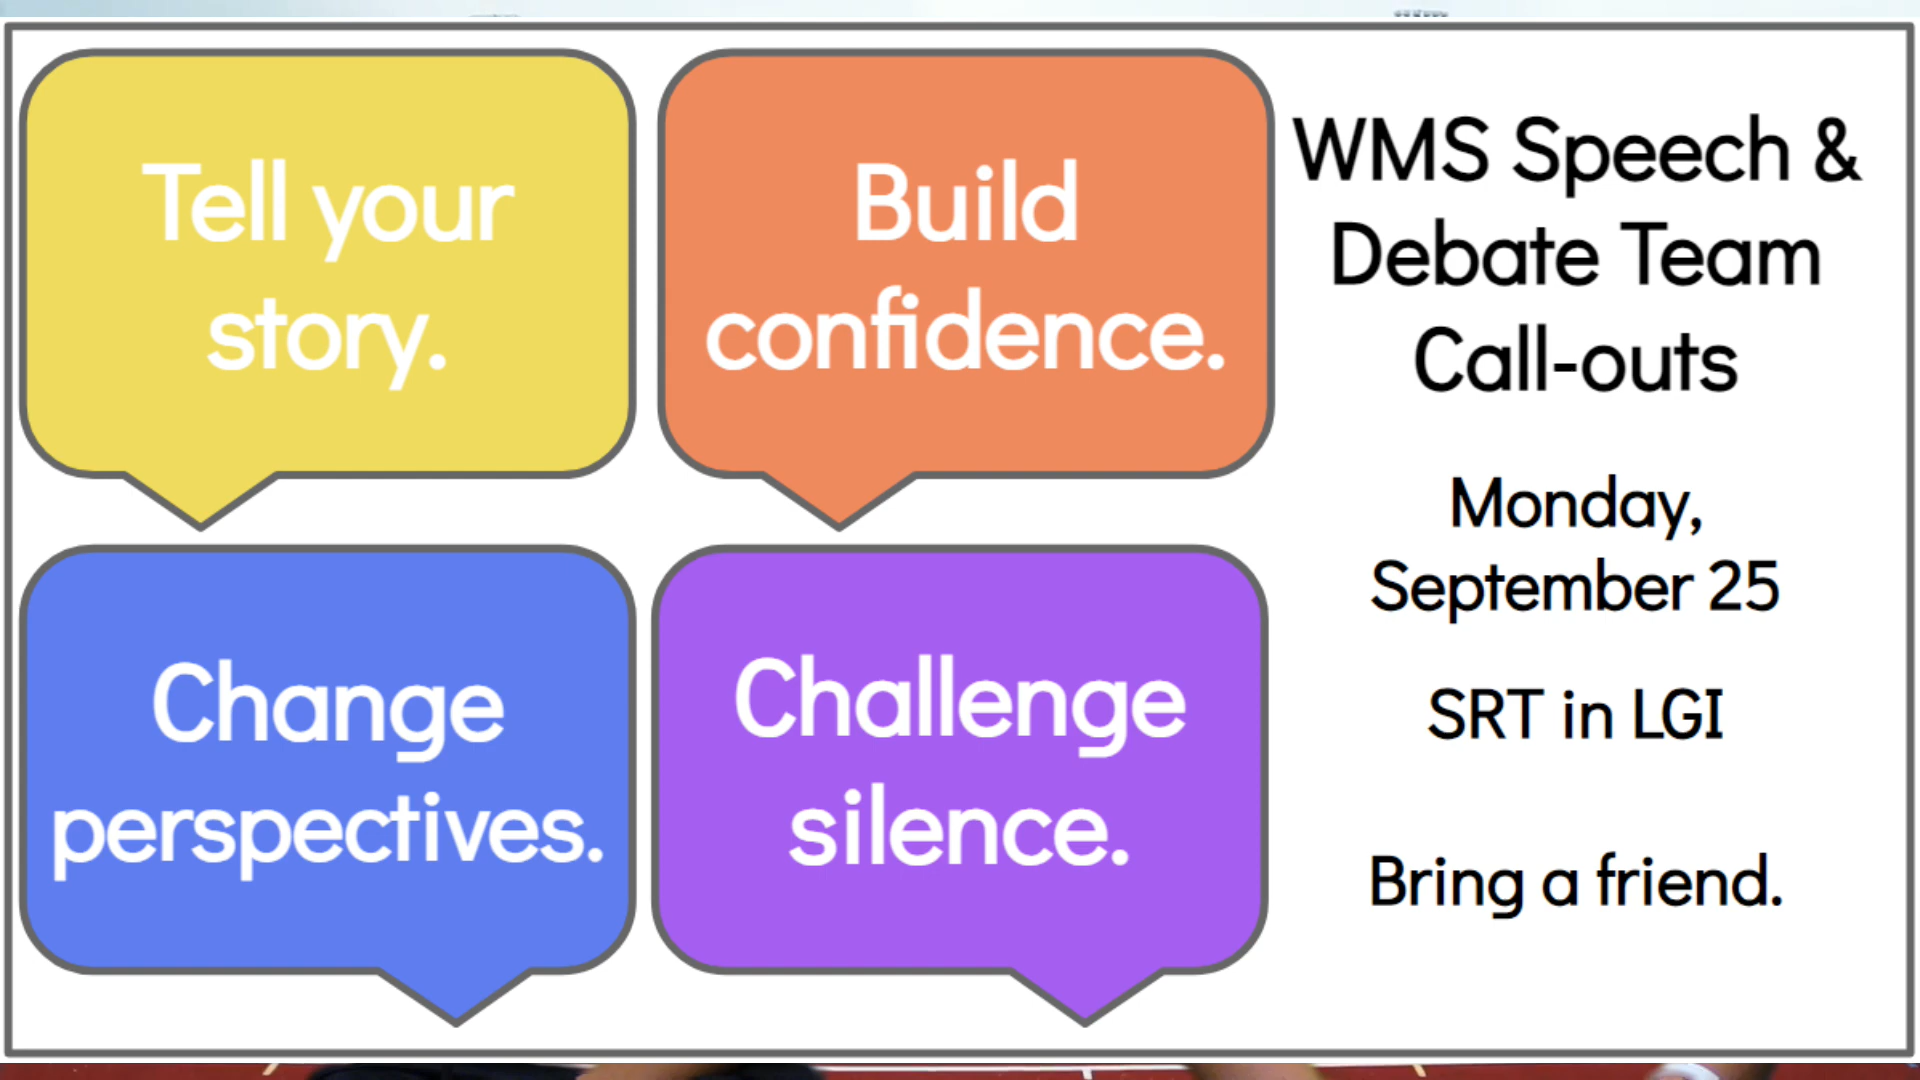 Tell your
story.
Build
confidence.
Change
perspectives.
Challenge
silence.
WMS Speech &
Debate Team
Call-outs
Monday,
September 25
SRT in LGI
Bring a friend.